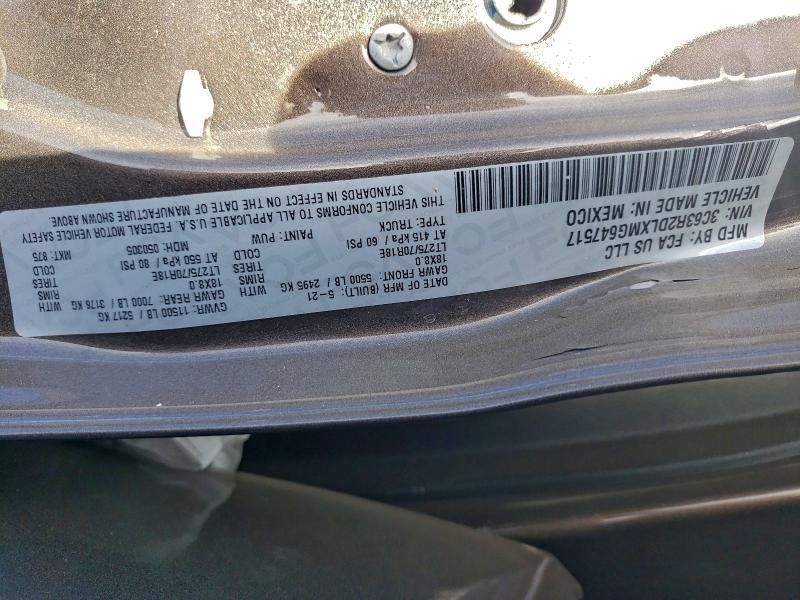 MFD BY: FCA US LLC
VIN: 3C63R2DLXMG647517
VEHICLE MADE IN: MEXICO
DATE OF MFR (BUILT): 5-21
GAWR FRONT: 5500 LB / 2495 KG
18X8.0
LT275/70R18E
AT 415 kPa / 60 PSI
TYPE: TRUCK
GVWR: 11500 LB / 5217 KG
GAWR REAR: 7000 LB / 3176 KG
WITH 18X8.0 RIMS
LT275/70R18E TIRES
AT 550 kPa / 80 PSI COLD
PAINT: PUW MDH: 050305 MKT: 875
THIS VEHICLE CONFORMS TO ALL APPLICABLE U.S.A. FEDERAL MOTOR VEHICLE SAFETY
STANDARDS IN EFFECT ON THE DATE OF MANUFACTURE SHOWN ABOVE.